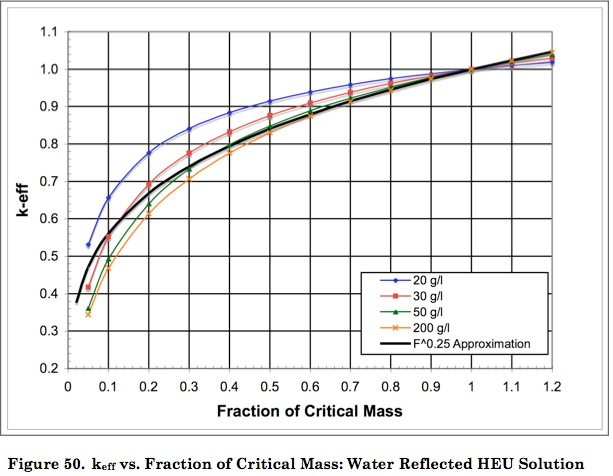 1.1
1.0
0.9
0.8
0.7
0.6
0.5
0.4
0.3
0.2
k-eff
20 g/l
30 g/l
50 g/l
200 g/l
F^0.25 Approximation
0 0.1 0.2 0.3 0.4 0.5 0.6 0.7 0.8 0.9 1 1.1 1.2
Fraction of Critical Mass
Figure 50. keff vs. Fraction of Critical Mass: Water Reflected HEU Solution